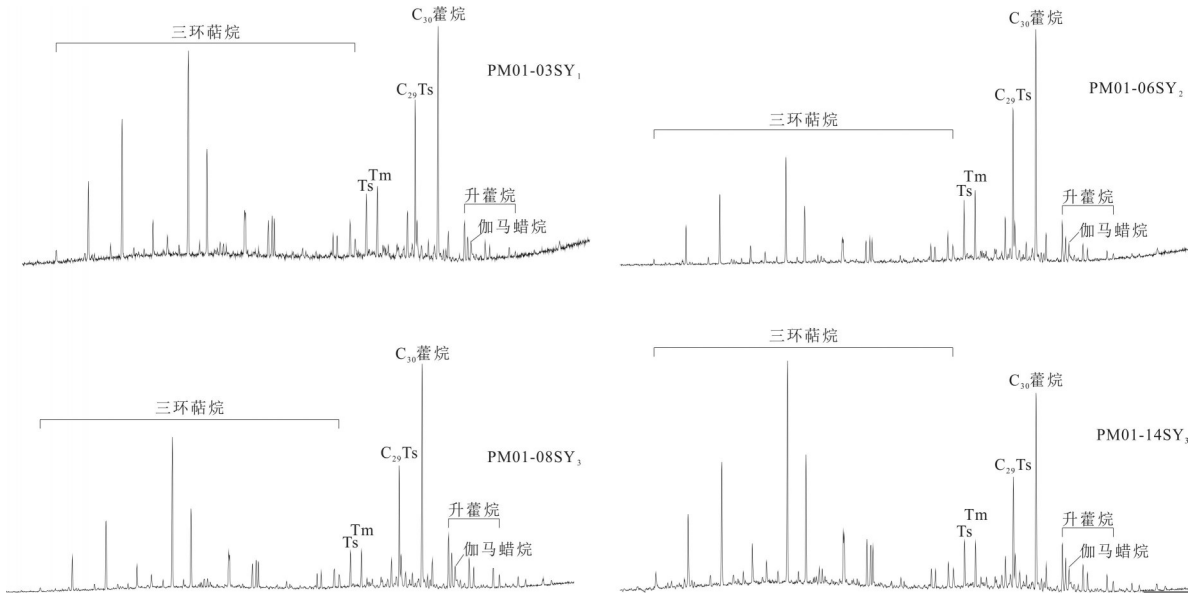 C₃₀藿烷
三环萜烷
PM01-03SY₁
C₂₉Ts
Tm
Ts
升藿烷
伽马蜡烷
C₃₀藿烷
PM01-06SY₂
C₂₉Ts
三环萜烷
Tm
Ts
升藿烷
伽马蜡烷
C₃₀藿烷
三环萜烷
C₂₉Ts
PM01-08SY₃
升藿烷
Tm
Ts
伽马蜡烷
三环萜烷
C₃₀藿烷
PM01-14SY₃
C₂₉Ts
升藿烷
Tm
Ts
伽马蜡烷